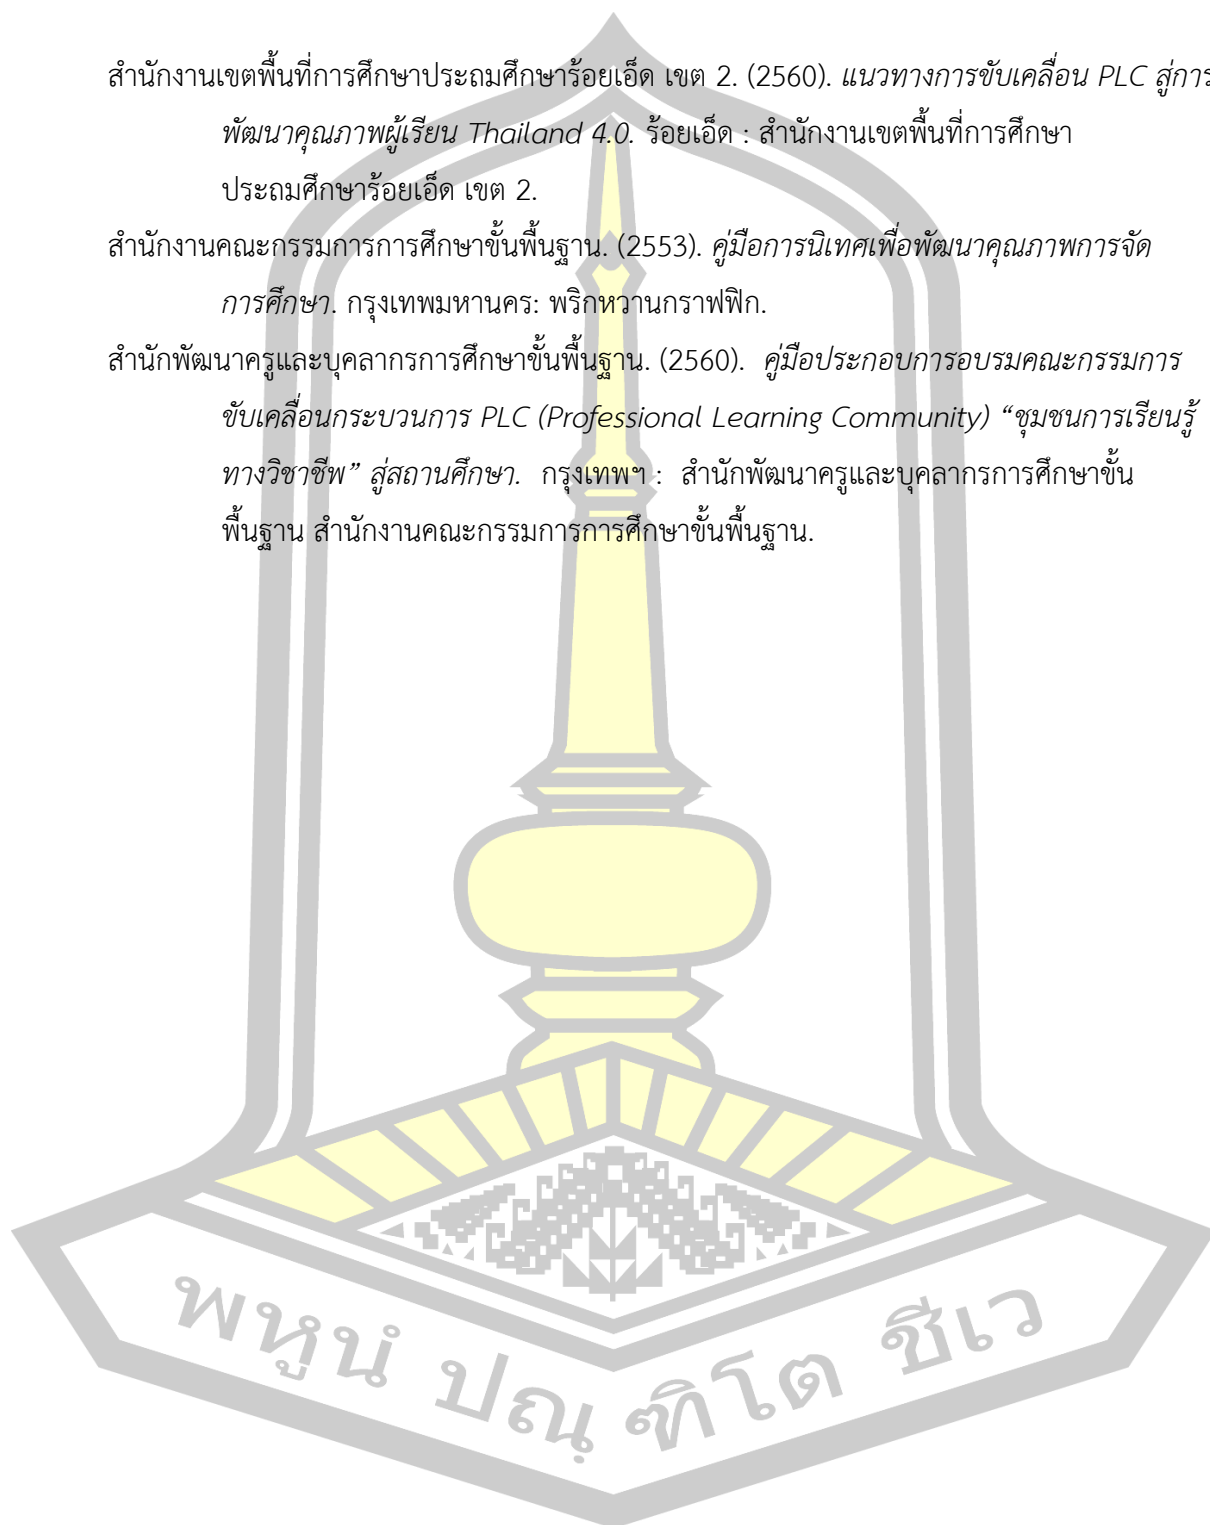 สำนักงานเขตพื้นที่การศึกษาประถมศึกษาร้อยเอ็ด เขต 2. (2560). แนวทางการขับเคลื่อน PLC สู่การ
พัฒนาคุณภาพผู้เรียน Thailand 4.0. ร้อยเอ็ด : สำนักงานเขตพื้นที่การศึกษา
ประถมศึกษาร้อยเอ็ด เขต 2.
สำนักงานคณะกรรมการการศึกษาขั้นพื้นฐาน. (2553). คู่มือการนิเทศเพื่อพัฒนาคุณภาพการจัด
การศึกษา. กรุงเทพมหานคร: พริกหวานกราฟฟิก.
สำนักพัฒนาครูและบุคลากรการศึกษาขั้นพื้นฐาน. (2560). คู่มือประกอบการอบรมคณะกรรมการ
ขับเคลื่อนกระบวนการ PLC (Professional Learning Community) “ชุมชนการเรียนรู้
ทางวิชาชีพ” สู่สถานศึกษา. กรุงเทพฯ : สำนักพัฒนาครูและบุคลากรการศึกษาขั้น
พื้นฐาน สำนักงานคณะกรรมการการศึกษาขั้นพื้นฐาน.
พหูนํ ปณฺ ฑิโต ชีเว